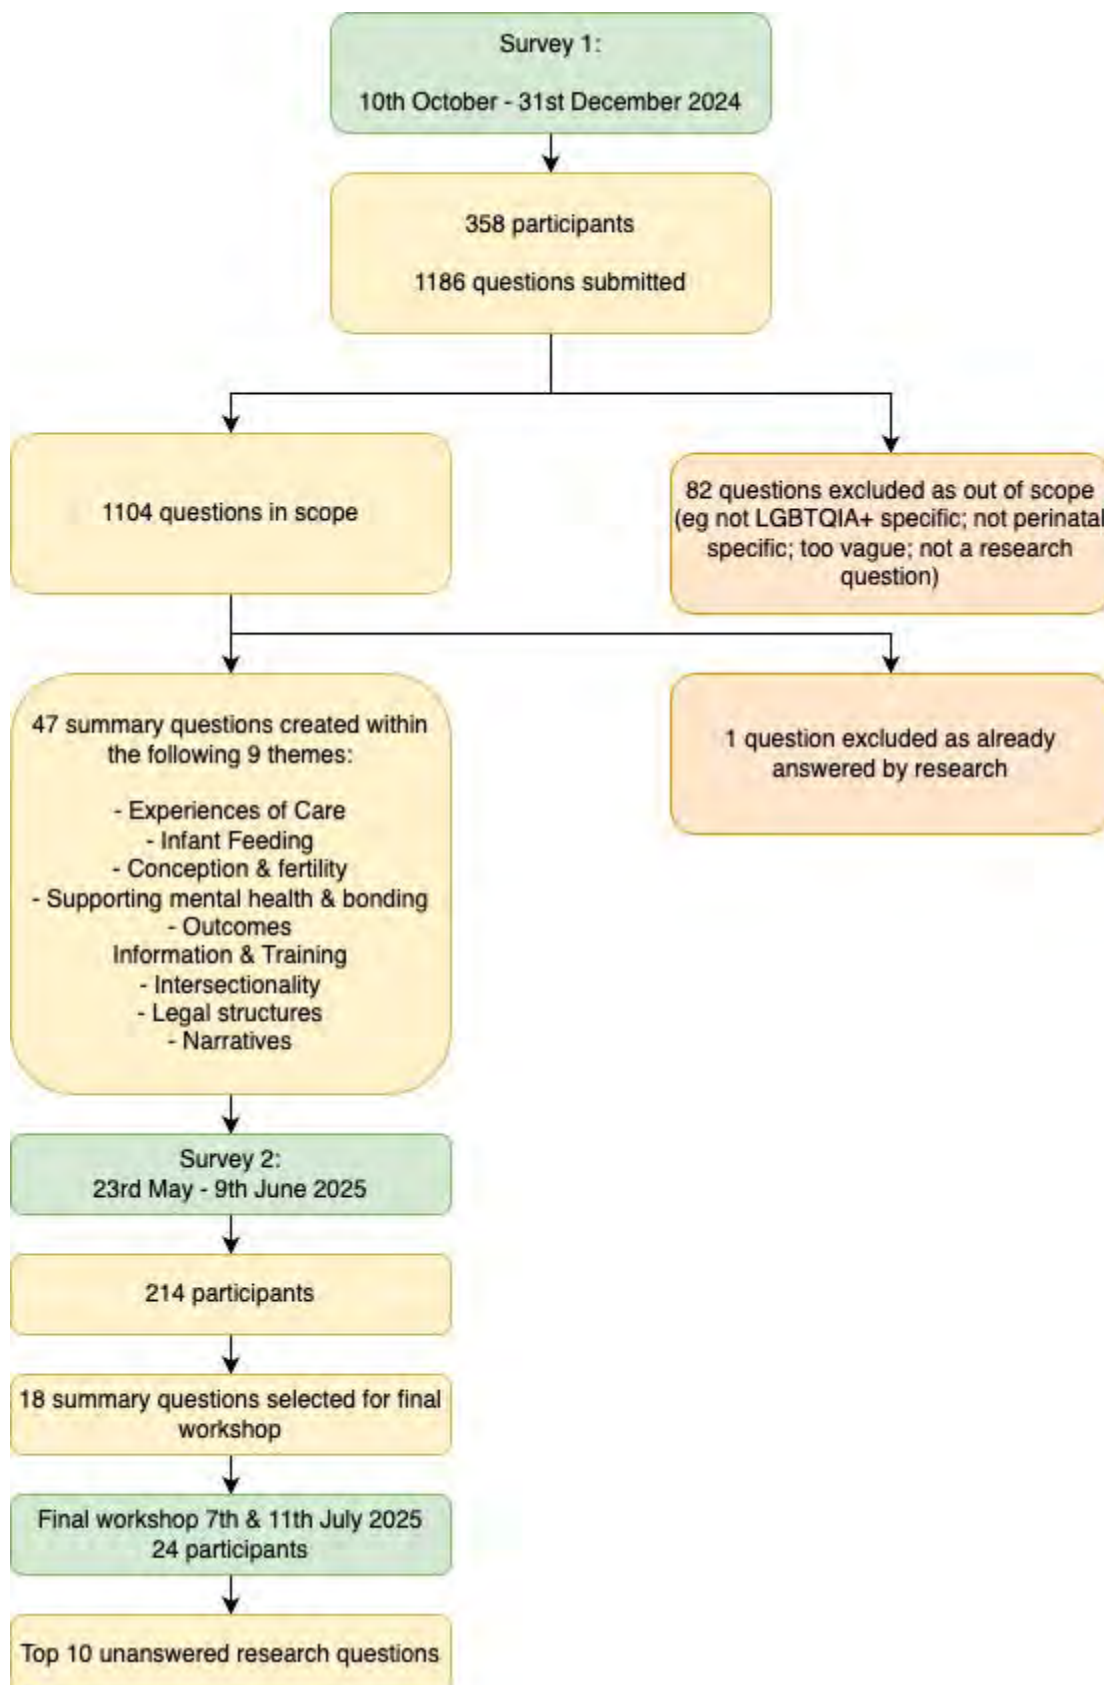 Survey 1:
10th October - 31st December 2024
358 participants
1186 questions submitted
1104 questions in scope
82 questions excluded as out of scope
(eg not LGBTQIA+ specific; not perinatal
specific; too vague; not a research
question)
47 summary questions created within
the following 9 themes:
- Experiences of Care
- Infant Feeding
- Conception & fertility
- Supporting mental health & bonding
- Outcomes
Information & Training
- Intersectionality
- Legal structures
- Narratives
1 question excluded as already
answered by research
Survey 2:
23rd May - 9th June 2025
214 participants
18 summary questions selected for final
workshop
Final workshop 7th & 11th July 2025
24 participants
Top 10 unanswered research questions